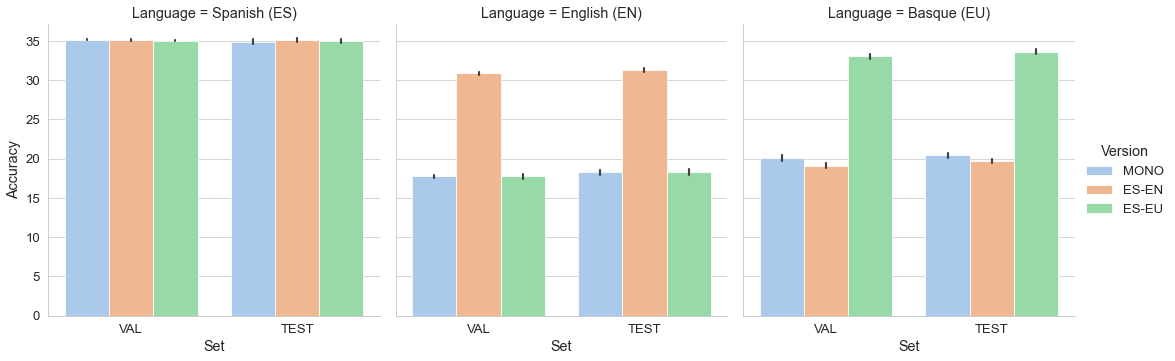 Language = Spanish (ES)
Language = English (EN)
Language = Basque (EU)
Accuracy
35
30
25
20
15
10
5
0
VAL
TEST
Set
VAL
TEST
Set
VAL
TEST
Set
Version
MONO
ES-EN
ES-EU